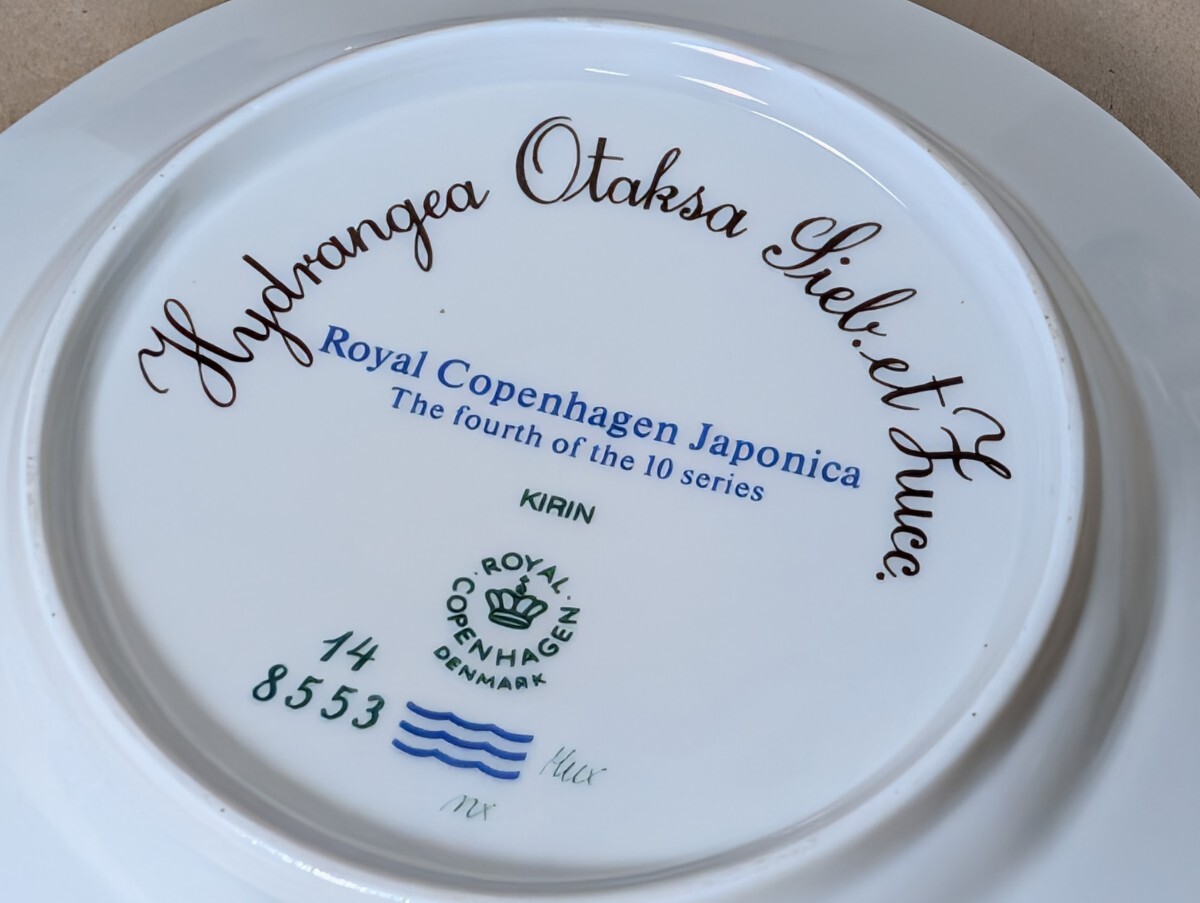 Hydrangea Otaksa Sieb. et Zucc.
Royal Copenhagen Japonica
The fourth of the 10 series
KIRIN
· ROYAL · COPENHAGEN
DENMARK
14
8553